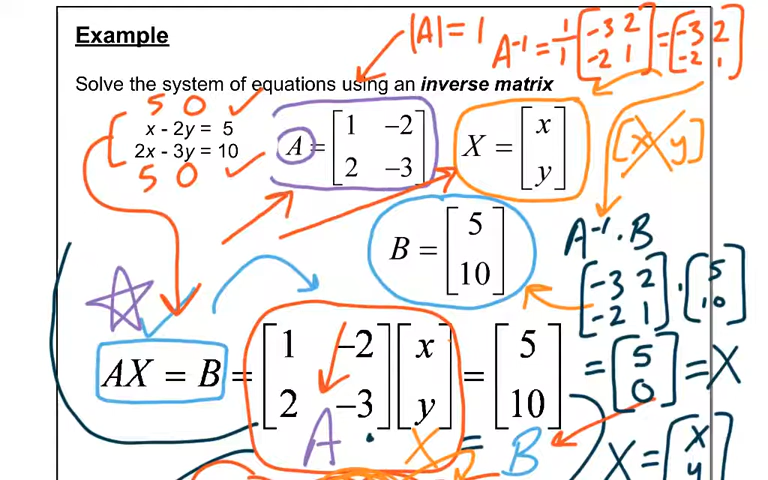 Example
|A| = 1
A⁻¹ = 1/1 [-3 2; -2 1] = [-3 2; -2 1]
Solve the system of equations using an inverse matrix
5 0 ✓
x - 2y = 5
2x - 3y = 10
5 0 ✓
A = [1 -2; 2 -3]
X = [x; y]
[x y]
B = [5; 10]
A⁻¹ · B
[-3 2; -2 1] · [5; 10]
= [5; 0] = X
X = [x; y]
AX = B = [1 -2; 2 -3] [x; y] = [5; 10]
A · X = B